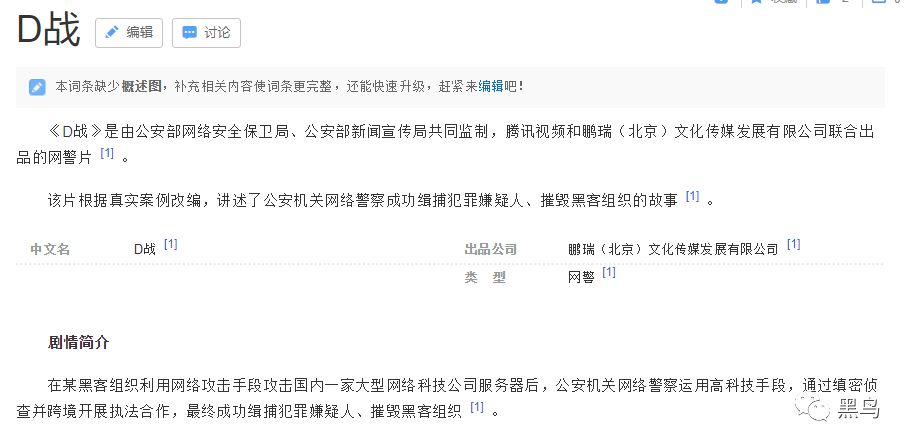 D战 编辑 讨论
本词条缺少概述图，补充相关内容使词条更完整，还能快速升级，赶紧来编辑吧！
《D战》是由公安部网络安全保卫局、公安部新闻宣传局共同监制，腾讯视频和鹏瑞（北京）文化传媒发展有限公司联合出
品的网警片 [1] 。
该片根据真实案例改编，讲述了公安机关网络警察成功缉捕犯罪嫌疑人、摧毁黑客组织的故事 [1] 。
中文名 D战 [1] 出品公司 鹏瑞（北京）文化传媒发展有限公司 [1]
类 型 网警 [1]
剧情简介
在某黑客组织利用网络攻击手段攻击国内一家大型网络科技公司服务器后，公安机关网络警察运用高科技手段，通过缜密侦
查并跨境开展执法合作，最终成功缉捕犯罪嫌疑人、摧毁黑客组织 [1] 。
黑鸟